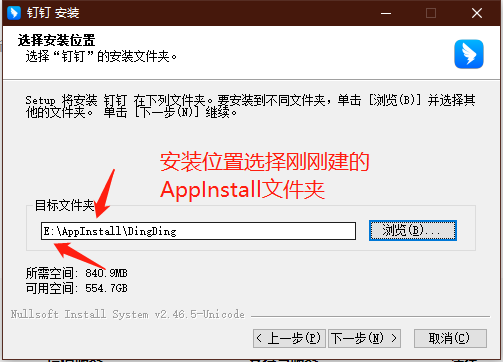 钉钉 安装
选择安装位置
选择“钉钉”的安装文件夹。
Setup 将安装 钉钉 在下列文件夹。要安装到不同文件夹，单击 [浏览(B)] 并选择其
他的文件夹。 单击 [下一步(N)] 继续。
安装位置选择刚刚建的
AppInstall文件夹
目标文件夹
E:\AppInstall\DingDing
浏览(B)...
所需空间: 840.9MB
可用空间: 554.7GB
Nullsoft Install System v2.46.5-Unicode
< 上一步(P)
下一步(N) >
取消(C)